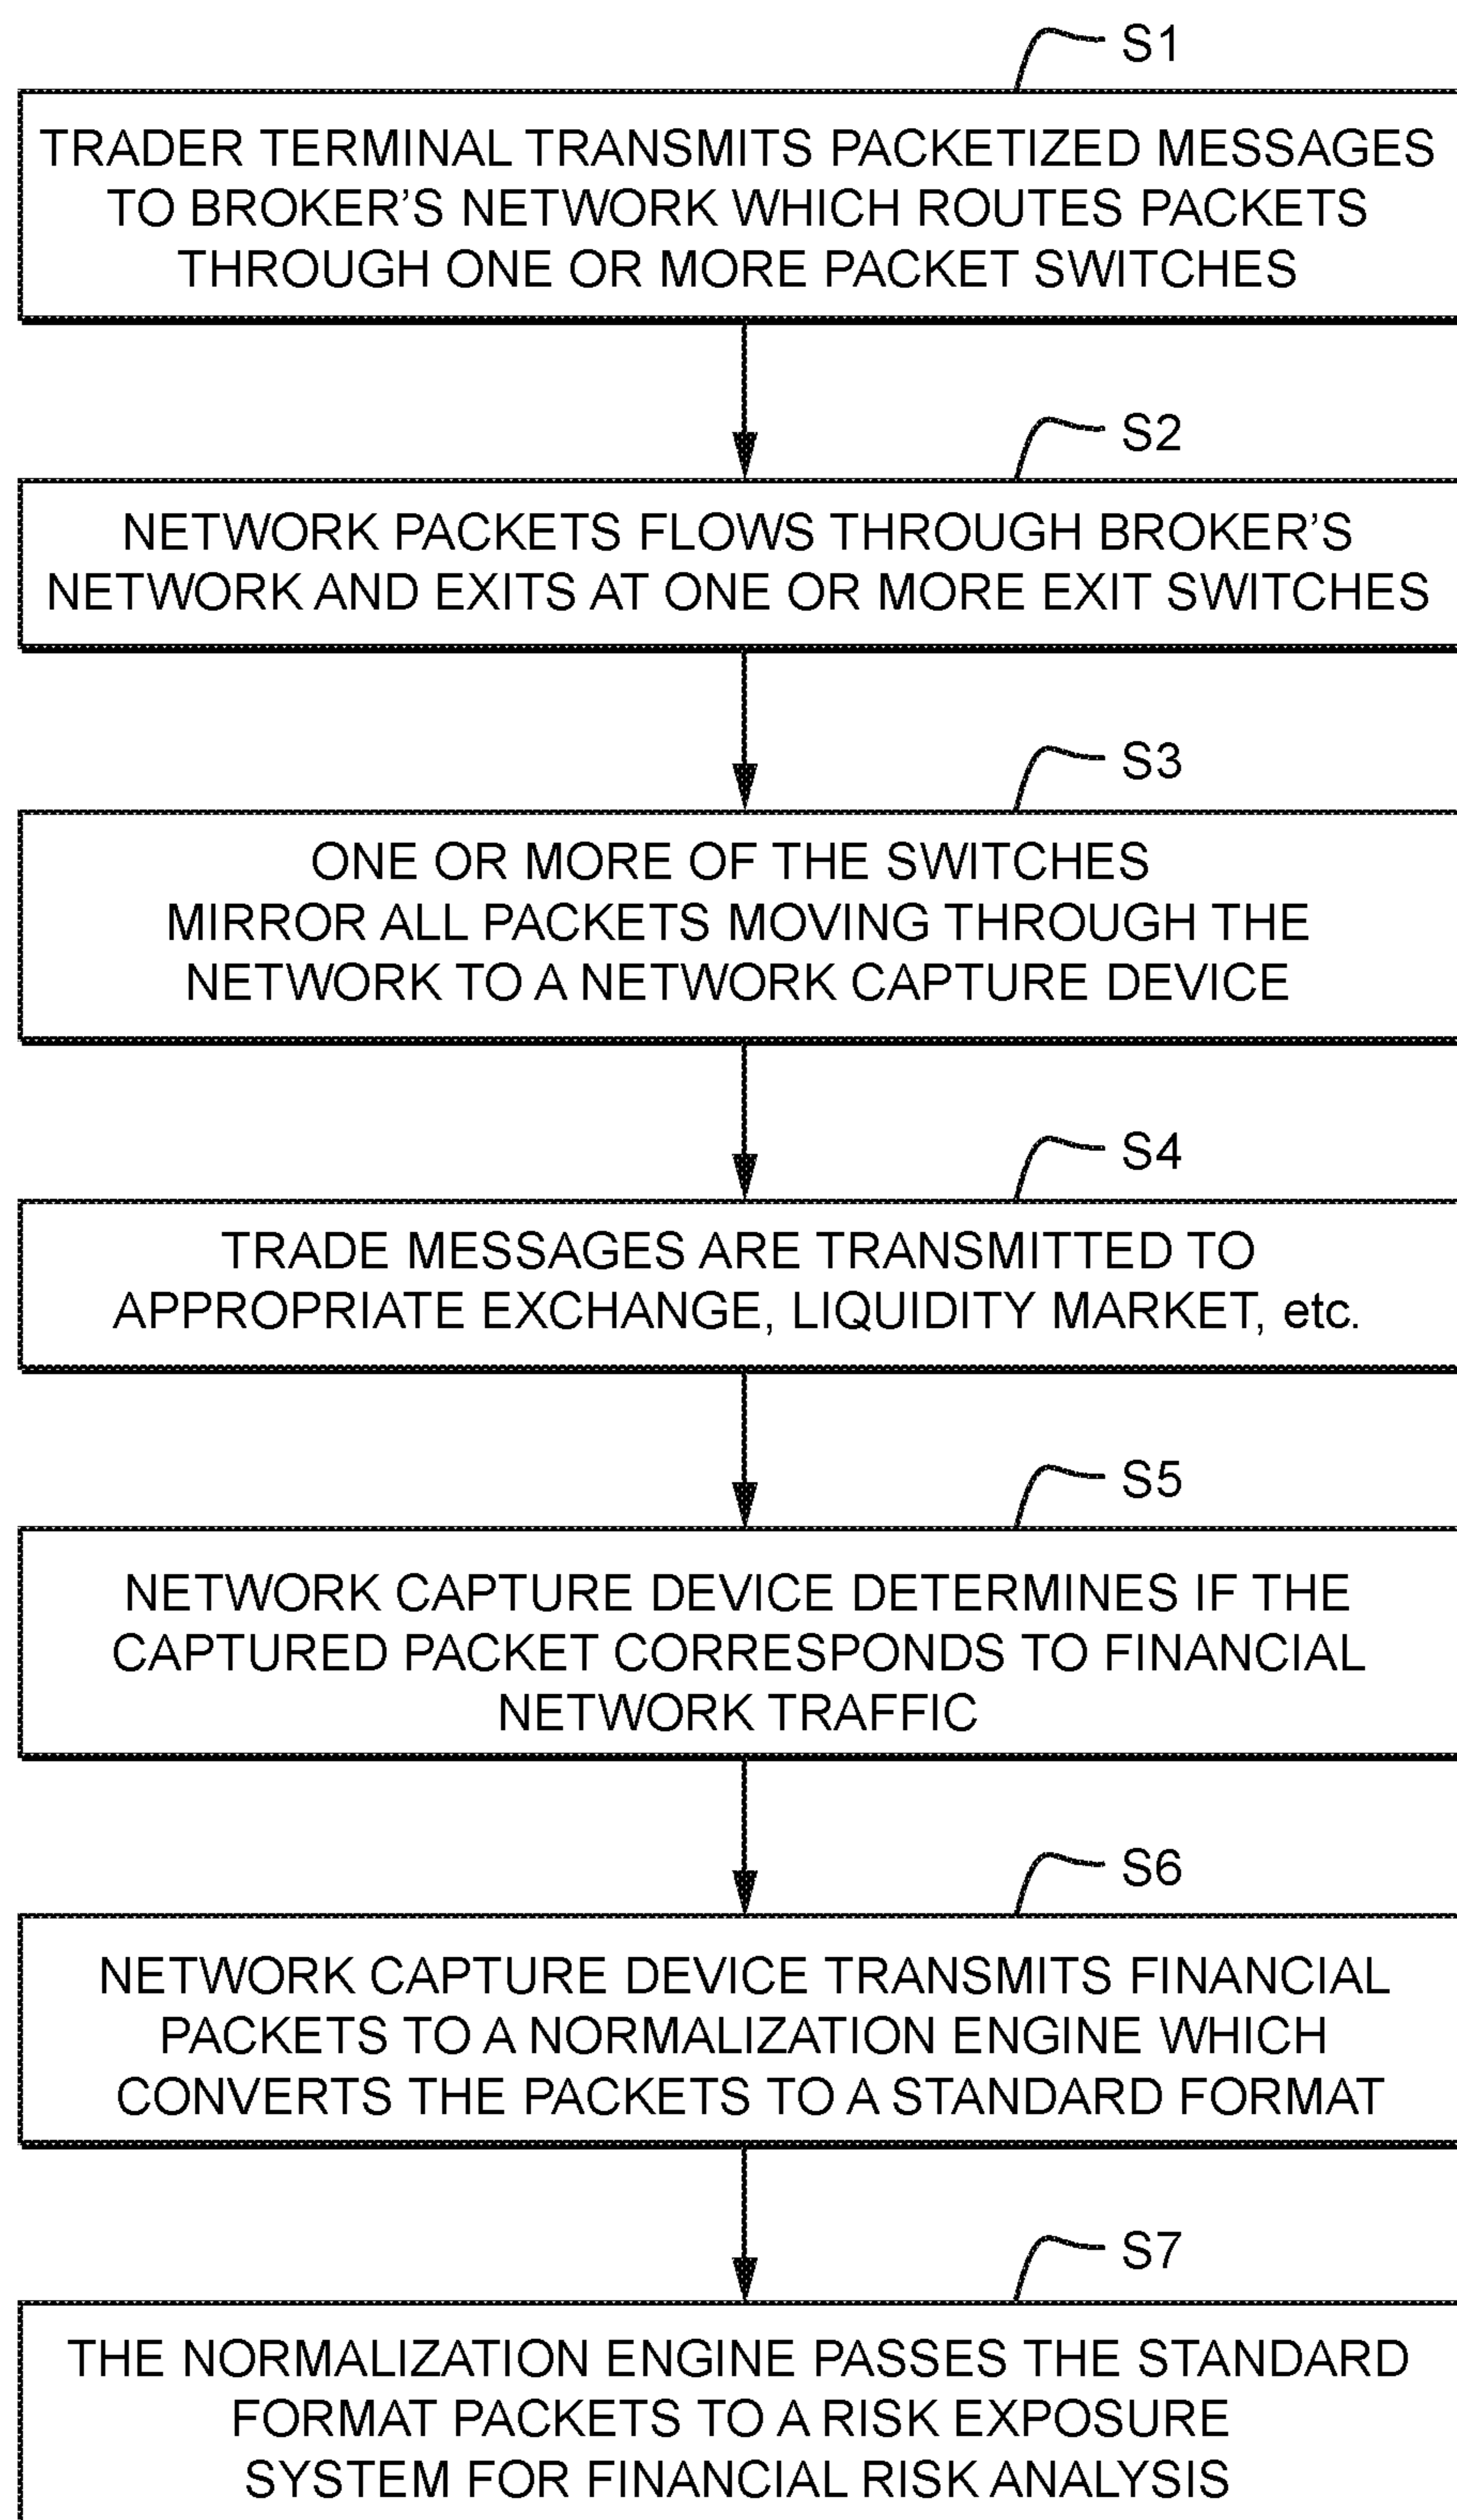 S1
TRADER TERMINAL TRANSMITS PACKETIZED MESSAGES
TO BROKER’S NETWORK WHICH ROUTES PACKETS
THROUGH ONE OR MORE PACKET SWITCHES
S2
NETWORK PACKETS FLOWS THROUGH BROKER’S
NETWORK AND EXITS AT ONE OR MORE EXIT SWITCHES
S3
ONE OR MORE OF THE SWITCHES
MIRROR ALL PACKETS MOVING THROUGH THE
NETWORK TO A NETWORK CAPTURE DEVICE
S4
TRADE MESSAGES ARE TRANSMITTED TO
APPROPRIATE EXCHANGE, LIQUIDITY MARKET, etc.
S5
NETWORK CAPTURE DEVICE DETERMINES IF THE
CAPTURED PACKET CORRESPONDS TO FINANCIAL
NETWORK TRAFFIC
S6
NETWORK CAPTURE DEVICE TRANSMITS FINANCIAL
PACKETS TO A NORMALIZATION ENGINE WHICH
CONVERTS THE PACKETS TO A STANDARD FORMAT
S7
THE NORMALIZATION ENGINE PASSES THE STANDARD
FORMAT PACKETS TO A RISK EXPOSURE
SYSTEM FOR FINANCIAL RISK ANALYSIS